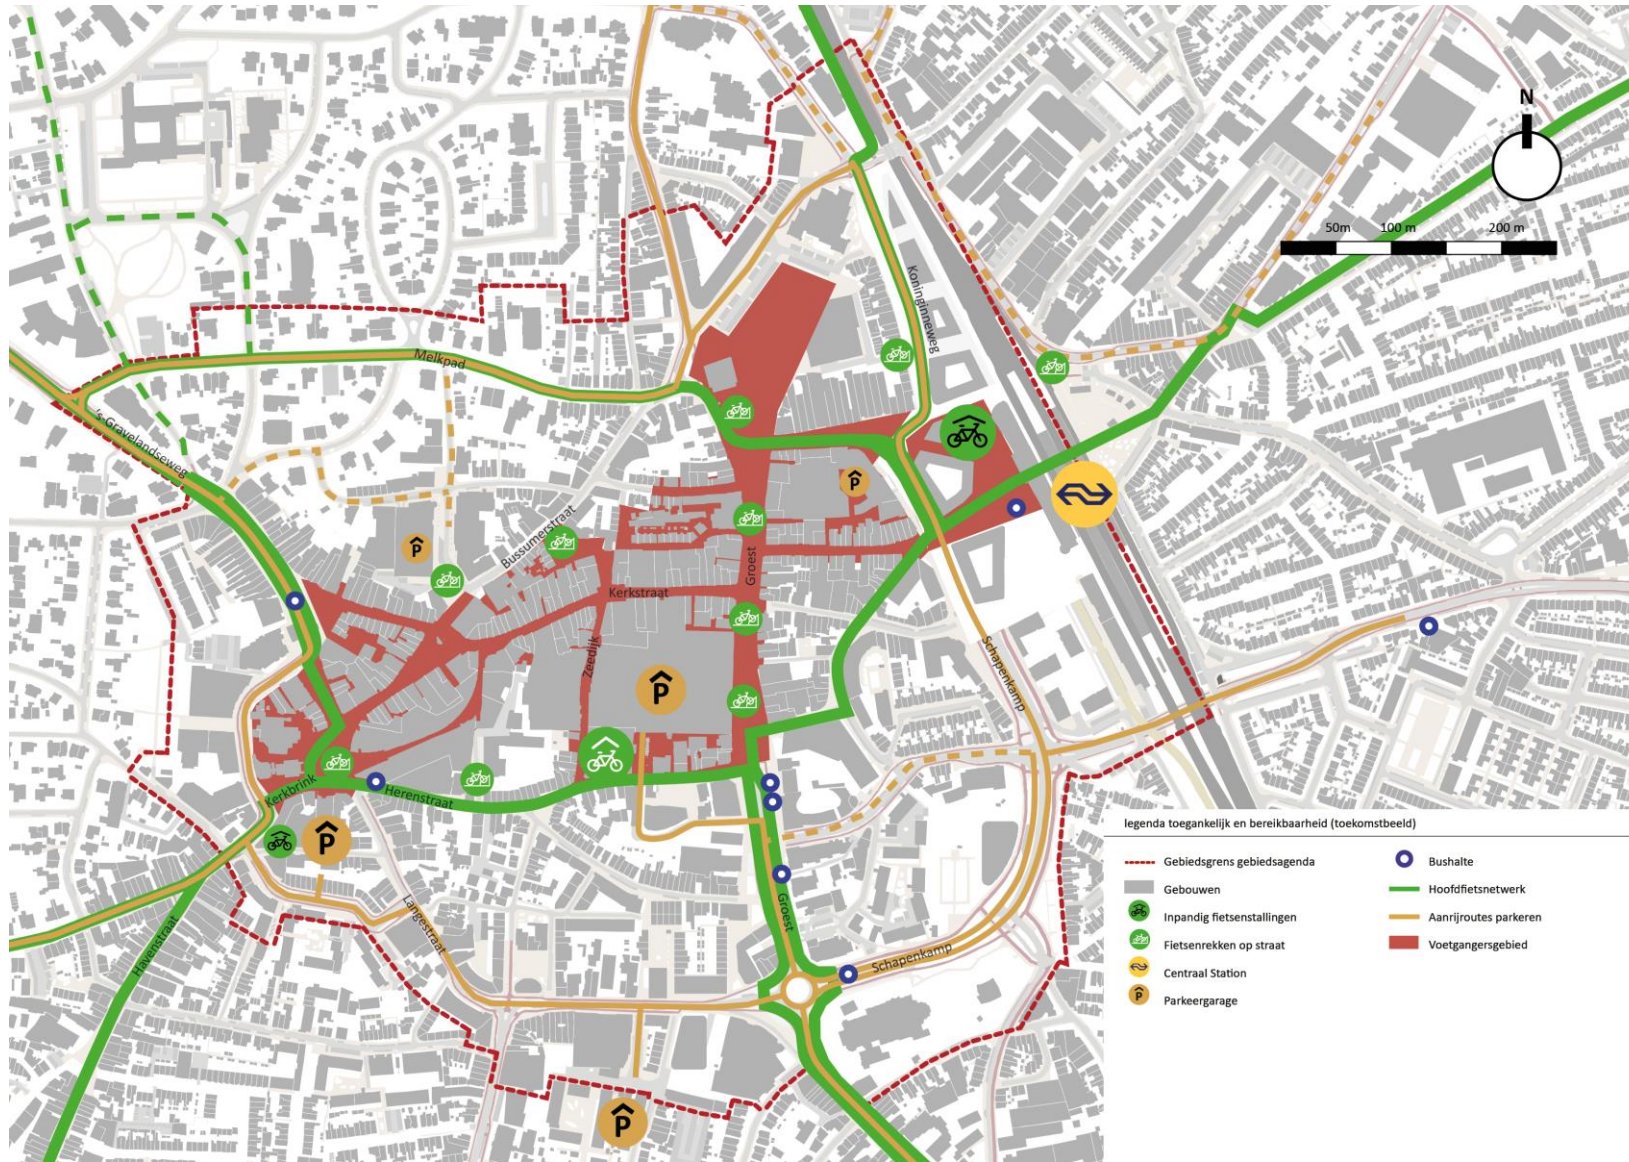 N
50m 100 m 200 m
Koninginneweg
Melkpad
's-Gravelandseweg
Bussumerstraat
Groest
Kerkstraat
Zeedijk
Schapenkamp
Kerkbrink
Herenstraat
Langestraat
Havenstraat
Groest
Schapenkamp
P
P
P
P
P
legenda toegankelijk en bereikbaarheid (toekomstbeeld)
Gebiedsgrens gebiedsagenda
Gebouwen
Inpandig fietsenstallingen
Fietsenrekken op straat
Centraal Station
P Parkeergarage
Bushalte
Hoofdfietsnetwerk
Aanrijroutes parkeren
Voetgangersgebied